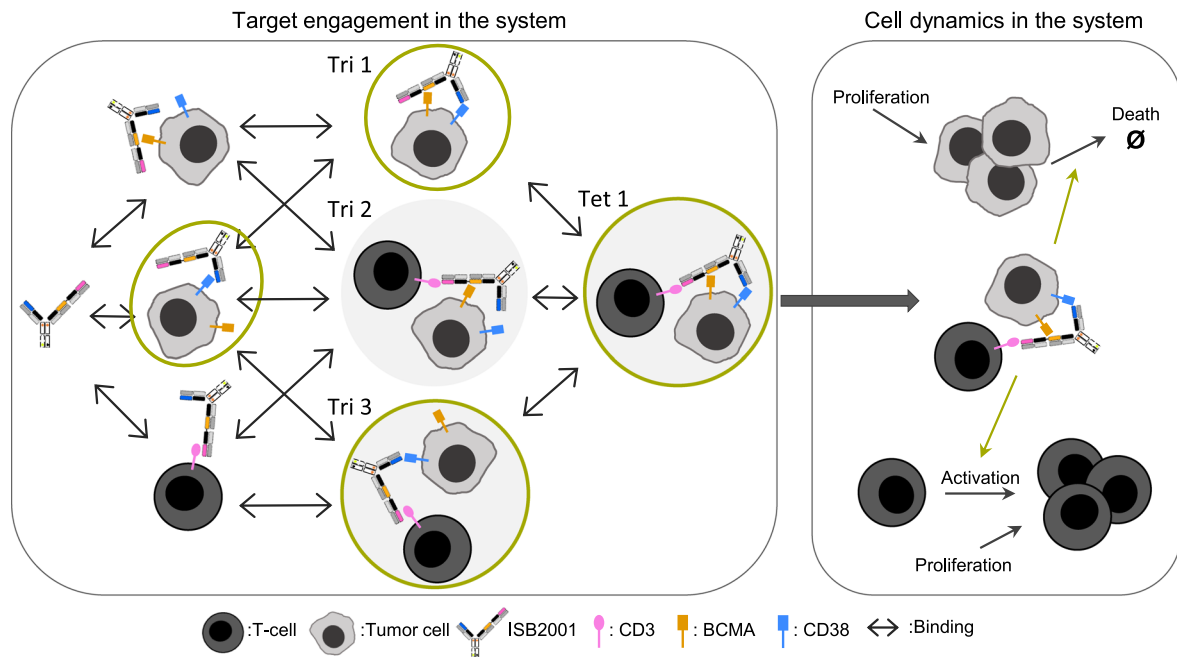 Target engagement in the system
Cell dynamics in the system
Tri 1
Tri 2
Tet 1
Tri 3
Proliferation
Death
Ø
Activation
Proliferation
:T-cell
:Tumor cell
ISB2001
: CD3
: BCMA
: CD38
:Binding